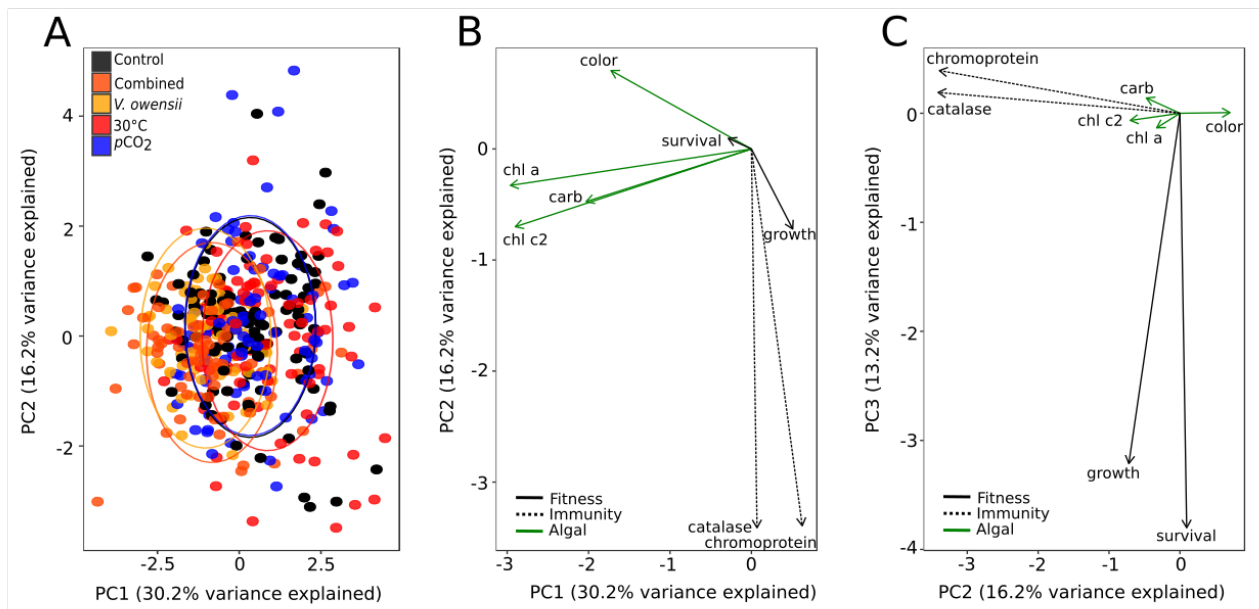 A
Control
Combined
V. owensii
30°C
pCO2
4
2
0
-2
-2.5
0
2.5
PC2 (16.2% variance explained)
PC1 (30.2% variance explained)
B
color
survival
chl a
carb
chl c2
growth
catalase
chromoprotein
Fitness
Immunity
Algal
0
-1
-2
-3
-3
-2
-1
0
PC2 (16.2% variance explained)
PC1 (30.2% variance explained)
C
chromoprotein
carb
catalase
chl c2
color
chl a
growth
survival
Fitness
Immunity
Algal
0
-1
-2
-3
-4
-3
-2
-1
0
PC3 (13.2% variance explained)
PC2 (16.2% variance explained)